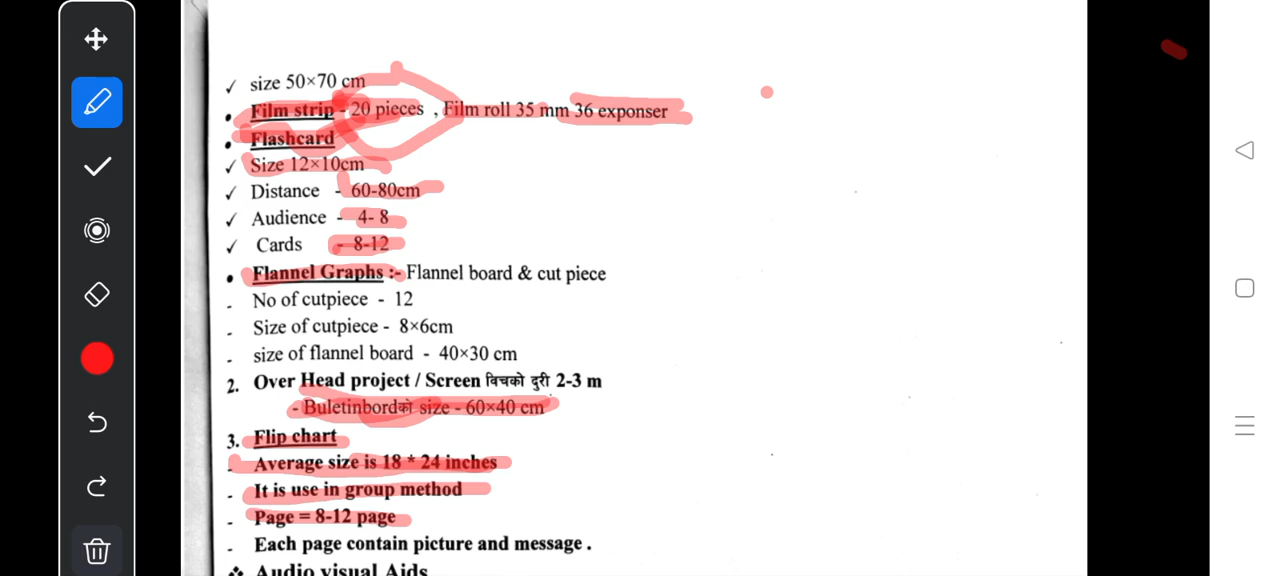 ✓ size 50×70 cm
• Film strip - 20 pieces , Film roll 35 mm 36 exponser
• Flashcard
✓ Size 12×10cm
✓ Distance - 60-80cm
✓ Audience - 4- 8
✓ Cards - 8-12
• Flannel Graphs :- Flannel board & cut piece
- No of cutpiece - 12
- Size of cutpiece - 8×6cm
- size of flannel board - 40×30 cm
2. Over Head project / Screen विचको दुरी 2-3 m
- Buletinbordको size - 60×40 cm
3. Flip chart
- Average size is 18 * 24 inches
- It is use in group method
- Page = 8-12 page
- Each page contain picture and message .
❖ Audio visual Aids